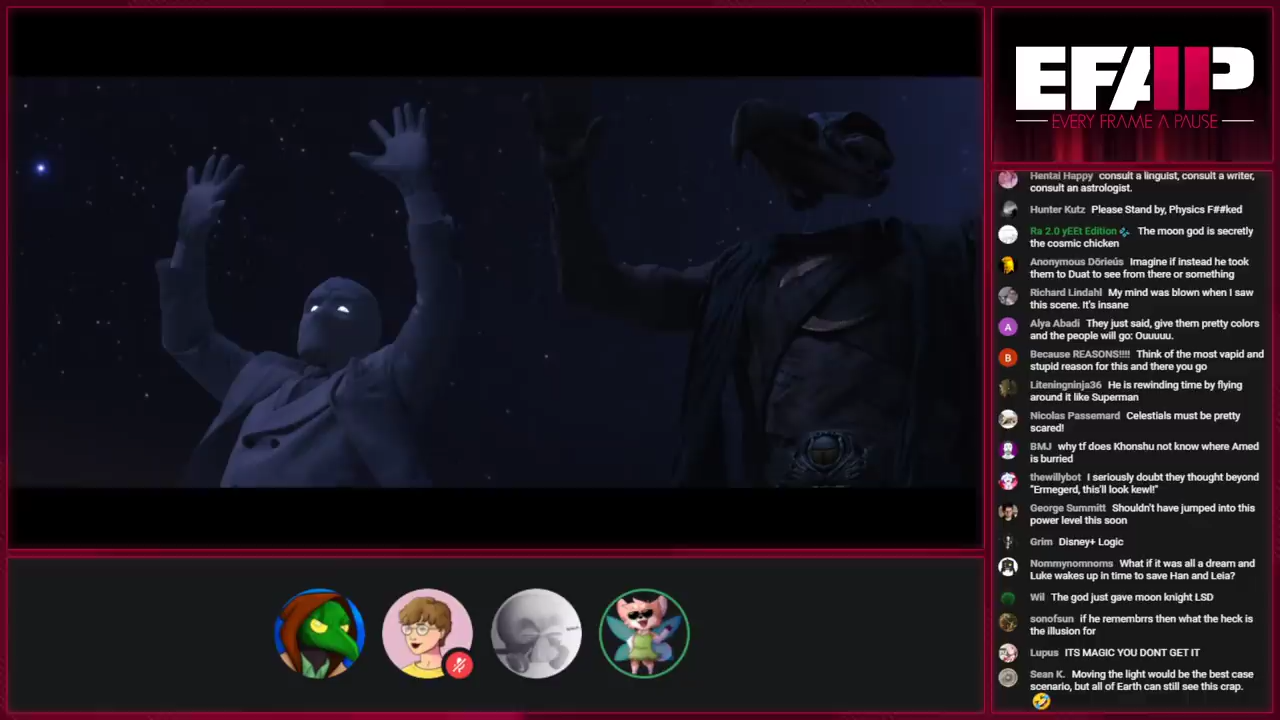 EFAP
EVERY FRAME A PAUSE
Hentai Happy consult a linguist, consult a writer,
consult an astrologist.
Hunter Kutz Please Stand by, Physics F##ked
Ra 2.0 yEEt Edition The moon god is secretly
the cosmic chicken
Anonymous Dōrieús Imagine if instead he took
them to Duat to see from there or something
Richard Lindahl My mind was blown when I saw
this scene. It's insane
A
Alya Abadi They just said, give them pretty colors
and the people will go: Ouuuuu.
B
Because REASONS!!!! Think of the most vapid and
stupid reason for this and there you go
Liteningninja36 He is rewinding time by flying
around it like Superman
Nicolas Passemard Celestials must be pretty
scared!
BMJ why tf does Khonshu not know where Amed
is burried
thewillybot I seriously doubt they thought beyond
"Ermegerd, this'll look kewl!"
George Summitt Shouldn't have jumped into this
power level this soon
Grim Disney+ Logic
Nommynomnoms What if it was all a dream and
Luke wakes up in time to save Han and Leia?
Wil The god just gave moon knight LSD
sonofsun if he remembrrs then what the heck is
the illusion for
Lupus ITS MAGIC YOU DONT GET IT
Sean K. Moving the light would be the best case
scenario, but all of Earth can still see this crap.